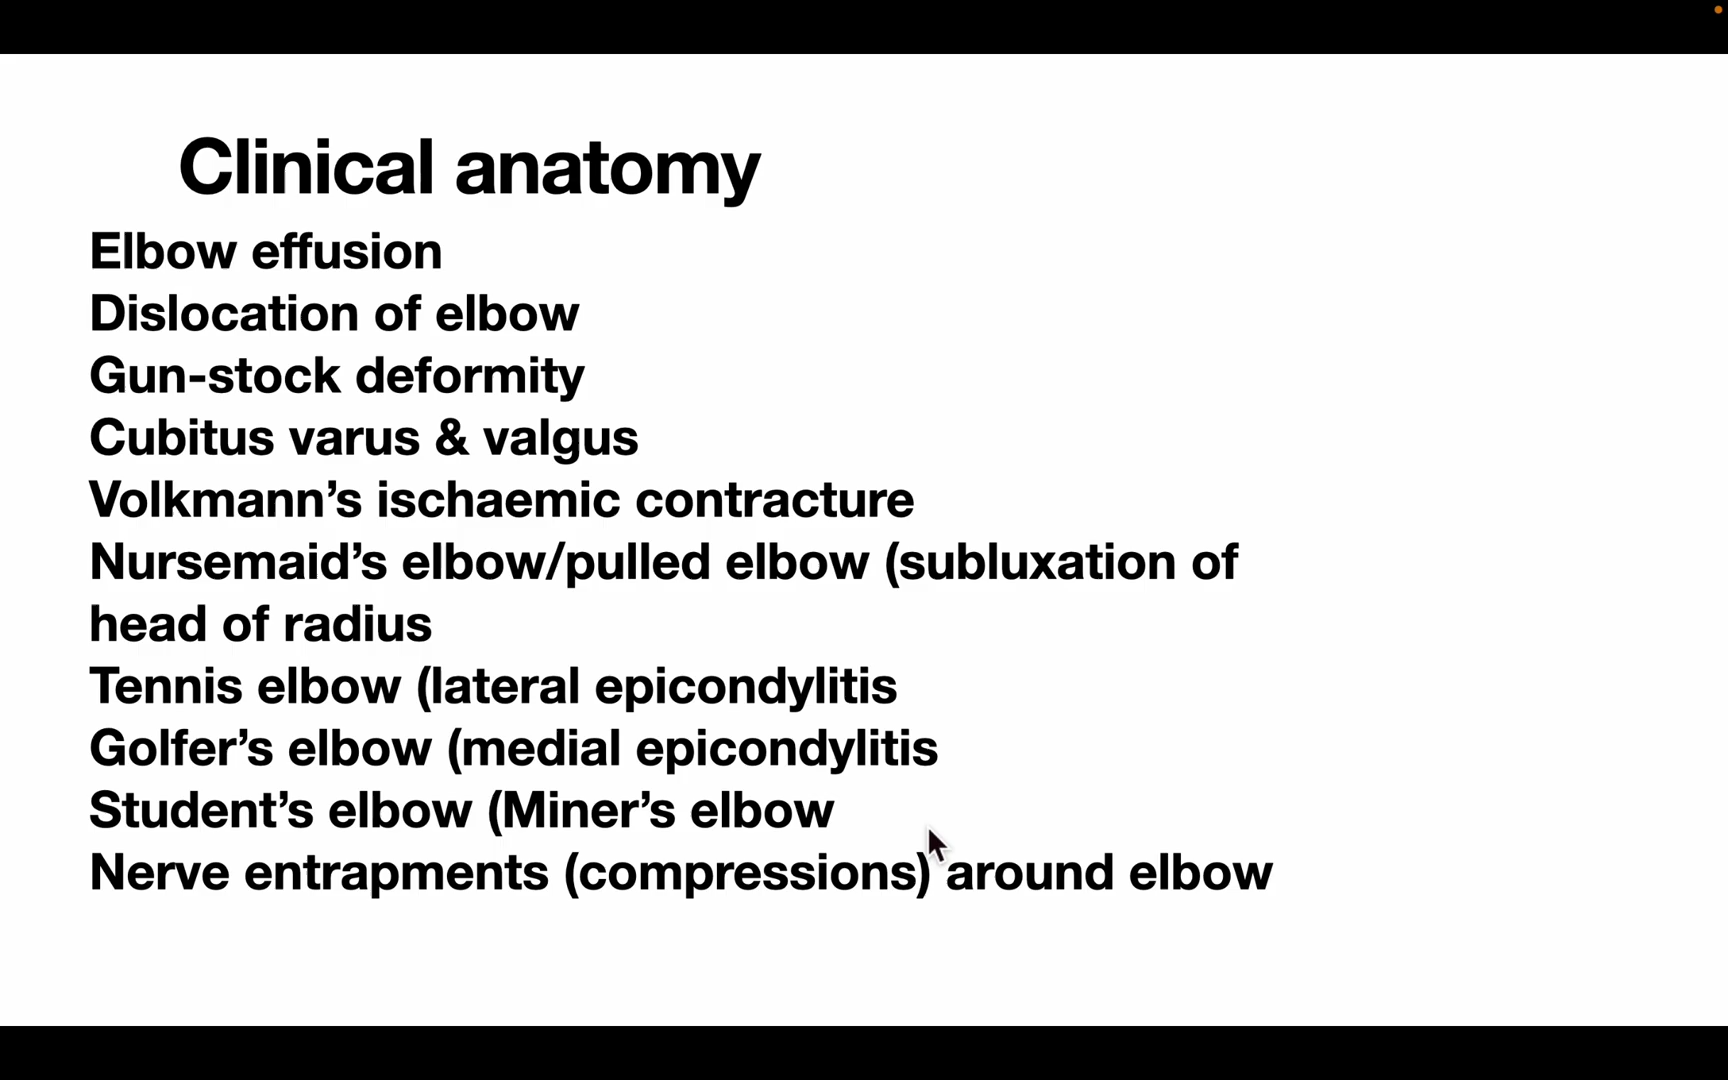 Clinical anatomy
Elbow effusion
Dislocation of elbow
Gun-stock deformity
Cubitus varus & valgus
Volkmann’s ischaemic contracture
Nursemaid’s elbow/pulled elbow (subluxation of
head of radius
Tennis elbow (lateral epicondylitis
Golfer’s elbow (medial epicondylitis
Student’s elbow (Miner’s elbow
Nerve entrapments (compressions) around elbow